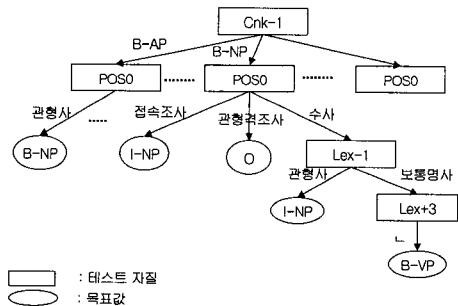 Cnk-1
B-AP
B-NP
POS0
........
POS0
........
POS0
관형사
.....
접속조사
관형격조사
수사
B-NP
I-NP
O
Lex-1
관형사
보통명사
I-NP
Lex+3
ㄴ
B-VP
: 테스트 자질
: 목표값